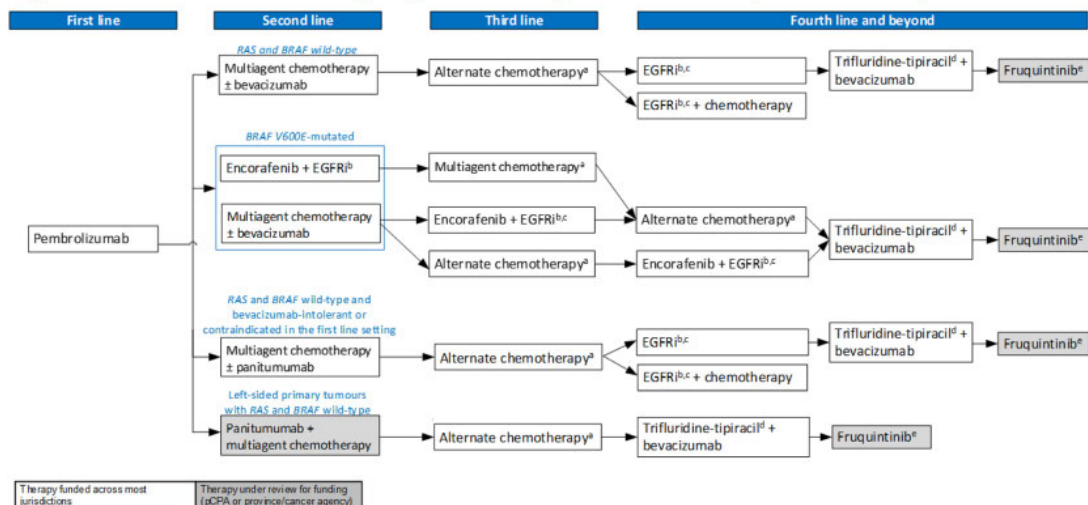 First line
Second line
Third line
Fourth line and beyond
RAS and BRAF wild-type
Multiagent chemotherapy
± bevacizumab
Alternate chemotherapyᵃ
EGFRiᵇ,ᶜ
EGFRiᵇ,ᶜ + chemotherapy
Trifluridine-tipiracilᵈ +
bevacizumab
Fruquintinibᵉ
BRAF V600E-mutated
Encorafenib + EGFRiᵇ
Multiagent chemotherapyᵃ
Multiagent chemotherapy
± bevacizumab
Encorafenib + EGFRiᵇ,ᶜ
Alternate chemotherapyᵃ
Alternate chemotherapyᵃ
Encorafenib + EGFRiᵇ,ᶜ
Trifluridine-tipiracilᵈ +
bevacizumab
Fruquintinibᵉ
Pembrolizumab
RAS and BRAF wild-type and
bevacizumab-intolerant or
contraindicated in the first line setting
Multiagent chemotherapy
± panitumumab
Alternate chemotherapyᵃ
EGFRiᵇ,ᶜ
EGFRiᵇ,ᶜ + chemotherapy
Trifluridine-tipiracilᵈ +
bevacizumab
Fruquintinibᵉ
Left-sided primary tumours
with RAS and BRAF wild-type
Panitumumab +
multiagent chemotherapy
Alternate chemotherapyᵃ
Trifluridine-tipiracilᵈ +
bevacizumab
Fruquintinibᵉ
Therapy funded across most
jurisdictions
Therapy under review for funding
(pCPA or province/cancer agency)